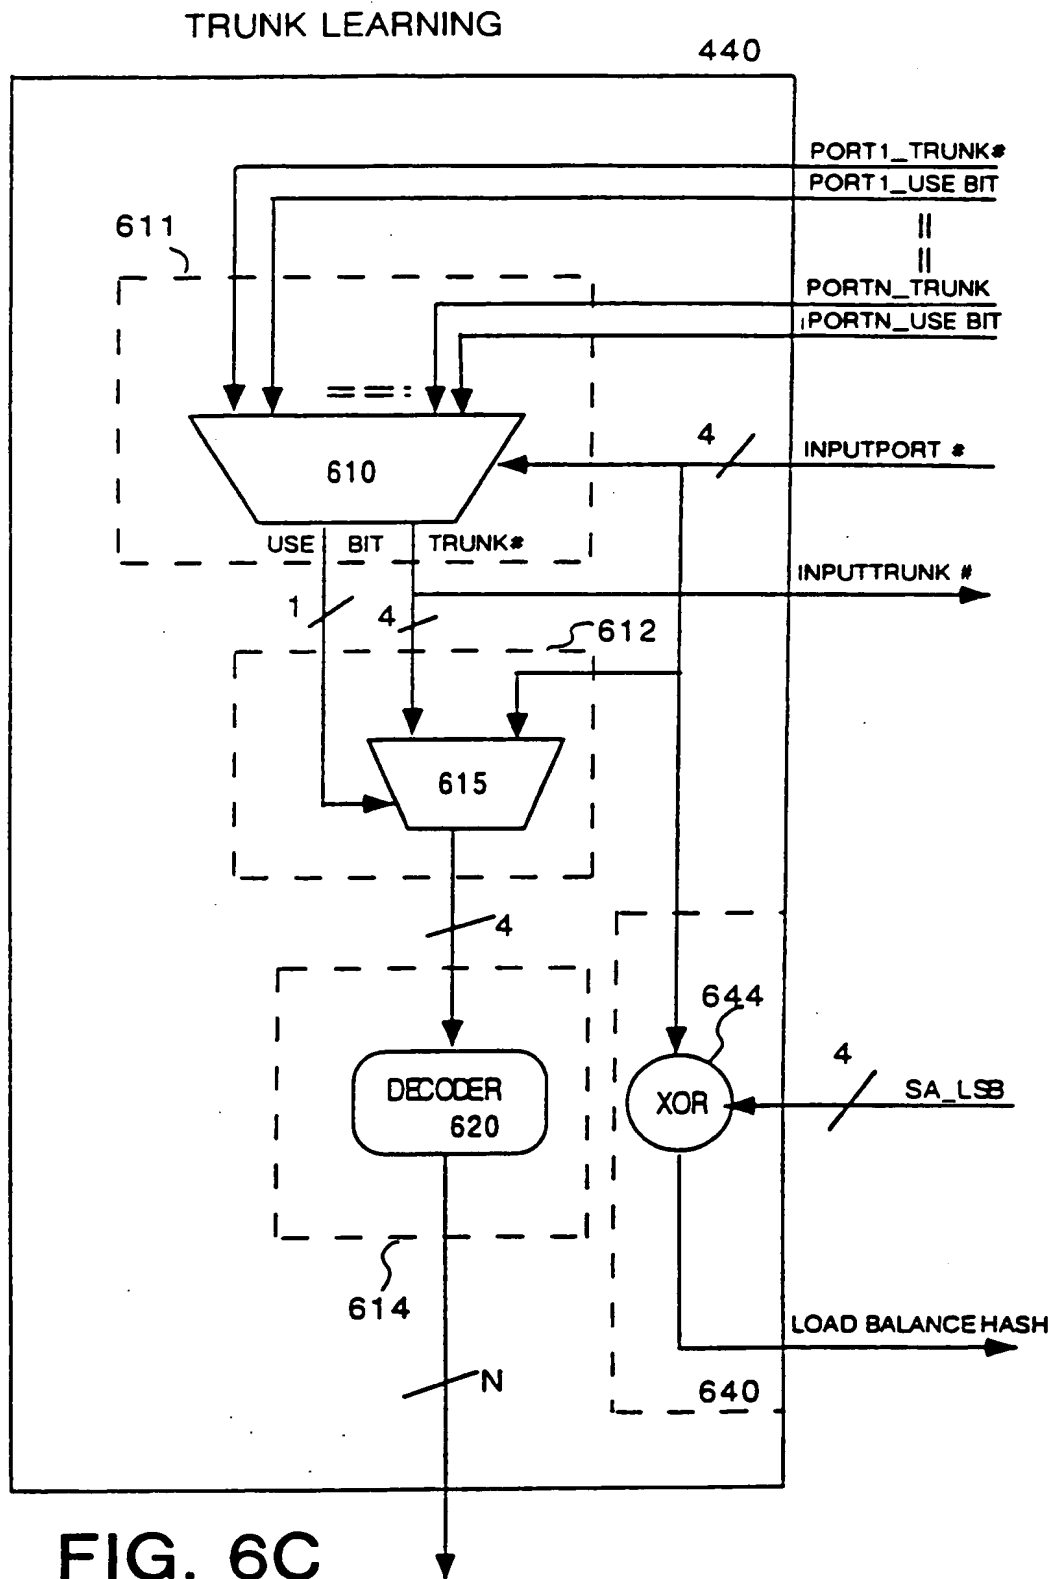 TRUNK LEARNING
440
PORT1_TRUNK#
PORT1_USE BIT
611
PORTN_TRUNK
PORTN_USE BIT
4
INPUTPORT #
610
USE BIT TRUNK#
INPUTTRUNK #
1
4
612
615
4
644
4
SA_LSB
DECODER
620
XOR
614
LOAD BALANCE HASH
N
640
FIG. 6C